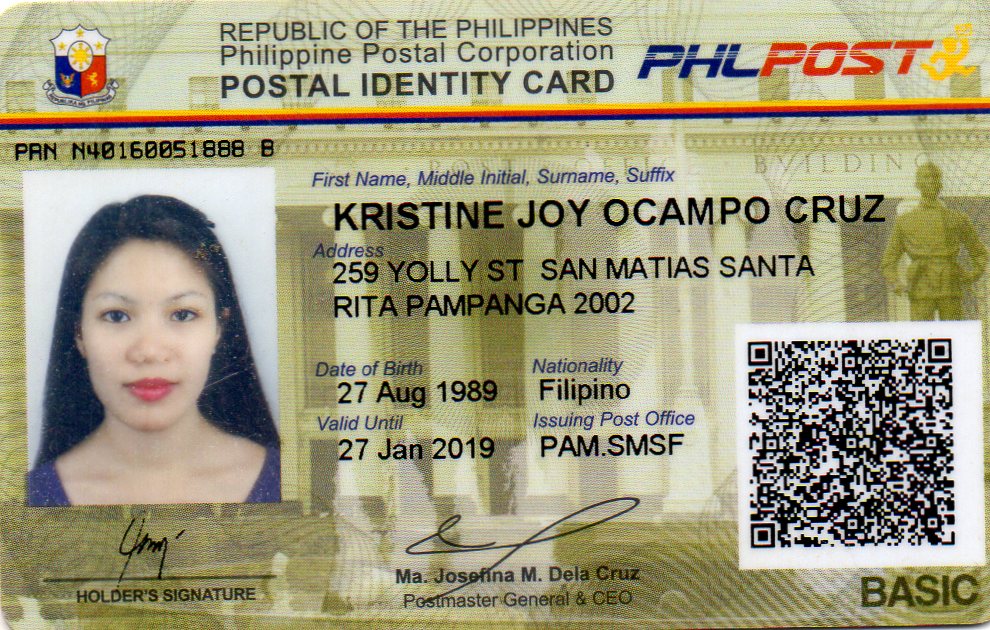 REPUBLIC OF THE PHILIPPINES
Philippine Postal Corporation
POSTAL IDENTITY CARD
PHLPOST
PRN N40160051888 B
POST OFFICE BUILDING
First Name, Middle Initial, Surname, Suffix
KRISTINE JOY OCAMPO CRUZ
Address
259 YOLLY ST SAN MATIAS SANTA
RITA PAMPANGA 2002
Date of Birth Nationality
27 Aug 1989 Filipino
Valid Until Issuing Post Office
27 Jan 2019 PAM.SMSF
HOLDER'S SIGNATURE
Ma. Josefina M. Dela Cruz
Postmaster General & CEO
BASIC